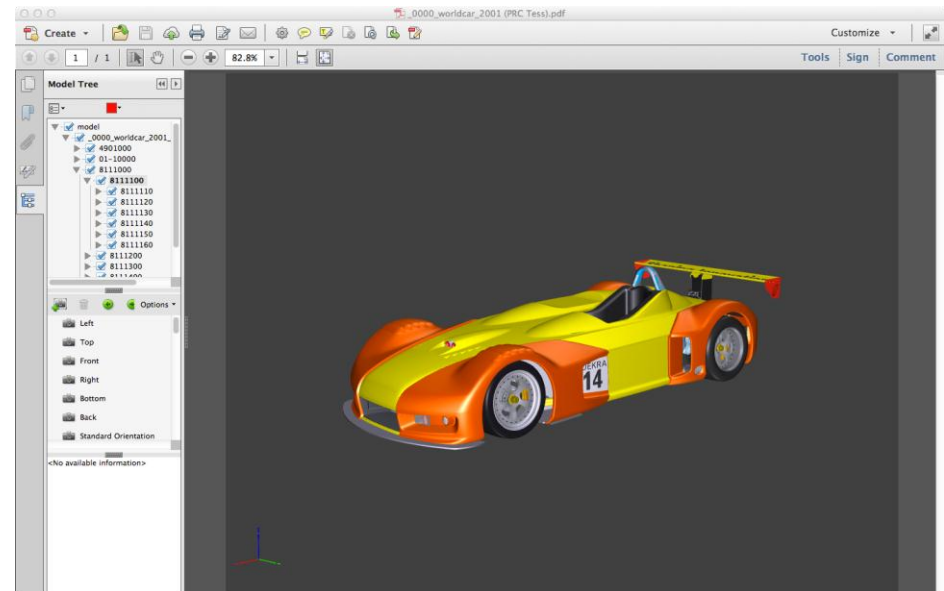 _0000_worldcar_2001 (PRC Tess).pdf
Create
Customize
1 / 1
82.8%
Tools Sign Comment
Model Tree
model
_0000_worldcar_2001_
4901000
01-10000
8111000
8111100
8111110
8111120
8111130
8111140
8111150
8111160
8111200
8111300
8111400
Options
Left
Top
Front
Right
Bottom
Back
Standard Orientation
<No available information>
DEKRA
14